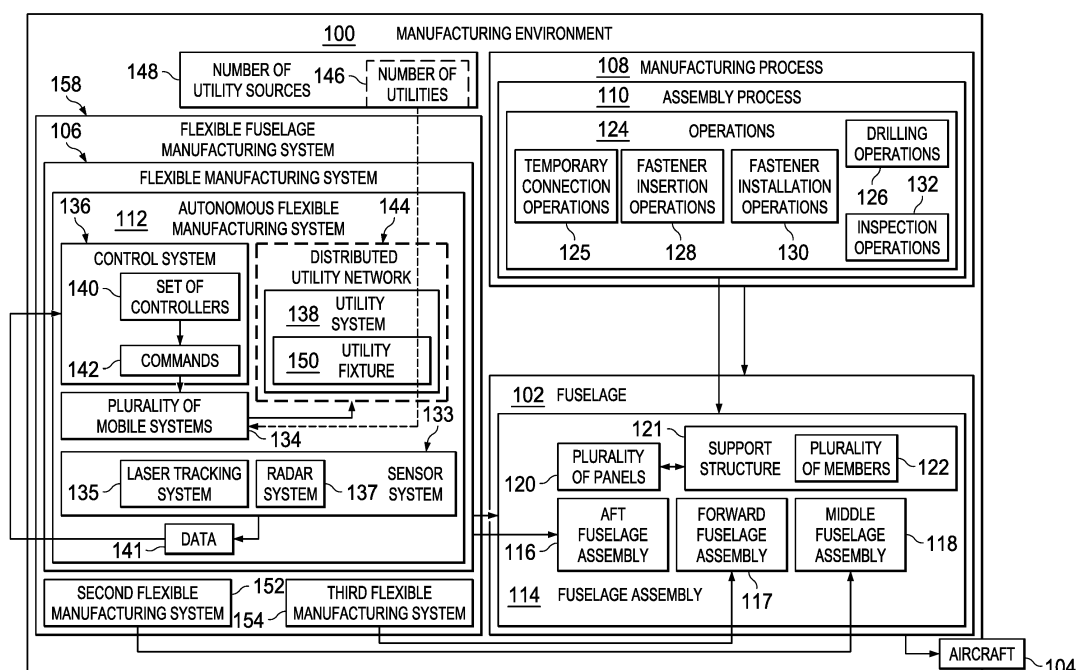 100 MANUFACTURING ENVIRONMENT
148
NUMBER OF
UTILITY SOURCES
146
NUMBER OF
UTILITIES
158
FLEXIBLE FUSELAGE
MANUFACTURING SYSTEM
106
FLEXIBLE MANUFACTURING SYSTEM
136
112
AUTONOMOUS FLEXIBLE
MANUFACTURING SYSTEM
144
CONTROL SYSTEM
140
SET OF
CONTROLLERS
142
COMMANDS
DISTRIBUTED
UTILITY NETWORK
138
UTILITY
SYSTEM
150
UTILITY
FIXTURE
PLURALITY OF
MOBILE SYSTEMS
134
133
135
LASER TRACKING
SYSTEM
RADAR
SYSTEM
137
SENSOR
SYSTEM
141
DATA
SECOND FLEXIBLE
MANUFACTURING SYSTEM
152
154
THIRD FLEXIBLE
MANUFACTURING SYSTEM
108 MANUFACTURING PROCESS
110 ASSEMBLY PROCESS
124 OPERATIONS
DRILLING
OPERATIONS
126
TEMPORARY
CONNECTION
OPERATIONS
125
FASTENER
INSERTION
OPERATIONS
128
FASTENER
INSTALLATION
OPERATIONS
130
132
INSPECTION
OPERATIONS
102 FUSELAGE
121
SUPPORT
STRUCTURE
PLURALITY
OF MEMBERS
122
120
PLURALITY
OF PANELS
116
AFT
FUSELAGE
ASSEMBLY
FORWARD
FUSELAGE
ASSEMBLY
117
MIDDLE
FUSELAGE
ASSEMBLY
118
114 FUSELAGE ASSEMBLY
AIRCRAFT
104